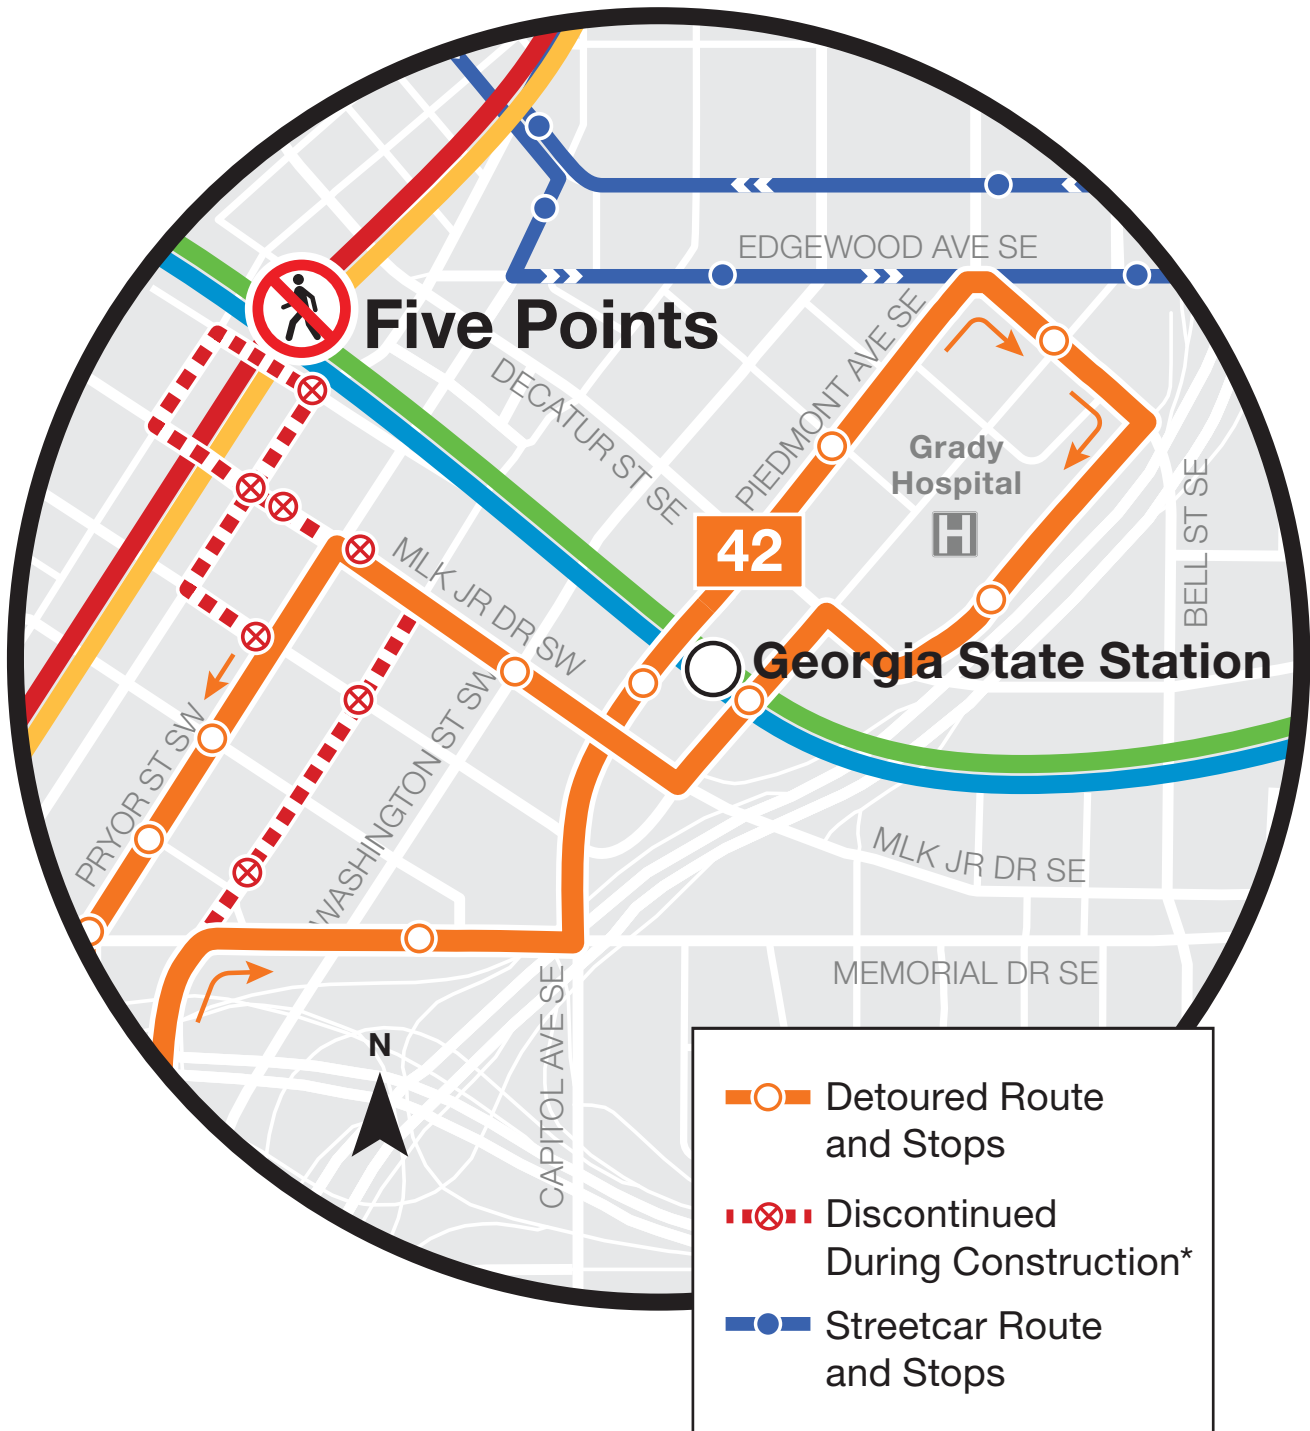 EDGEWOOD AVE SE
Five Points
DECATUR ST SE
PIEDMONT AVE SE
Grady
Hospital
H
BELL ST SE
42
MLK JR DR SW
Georgia State Station
WASHINGTON ST SW
PRYOR ST SW
MLK JR DR SE
MEMORIAL DR SE
CAPITOL AVE SE
N
Detoured Route
and Stops
Discontinued
During Construction*
Streetcar Route
and Stops